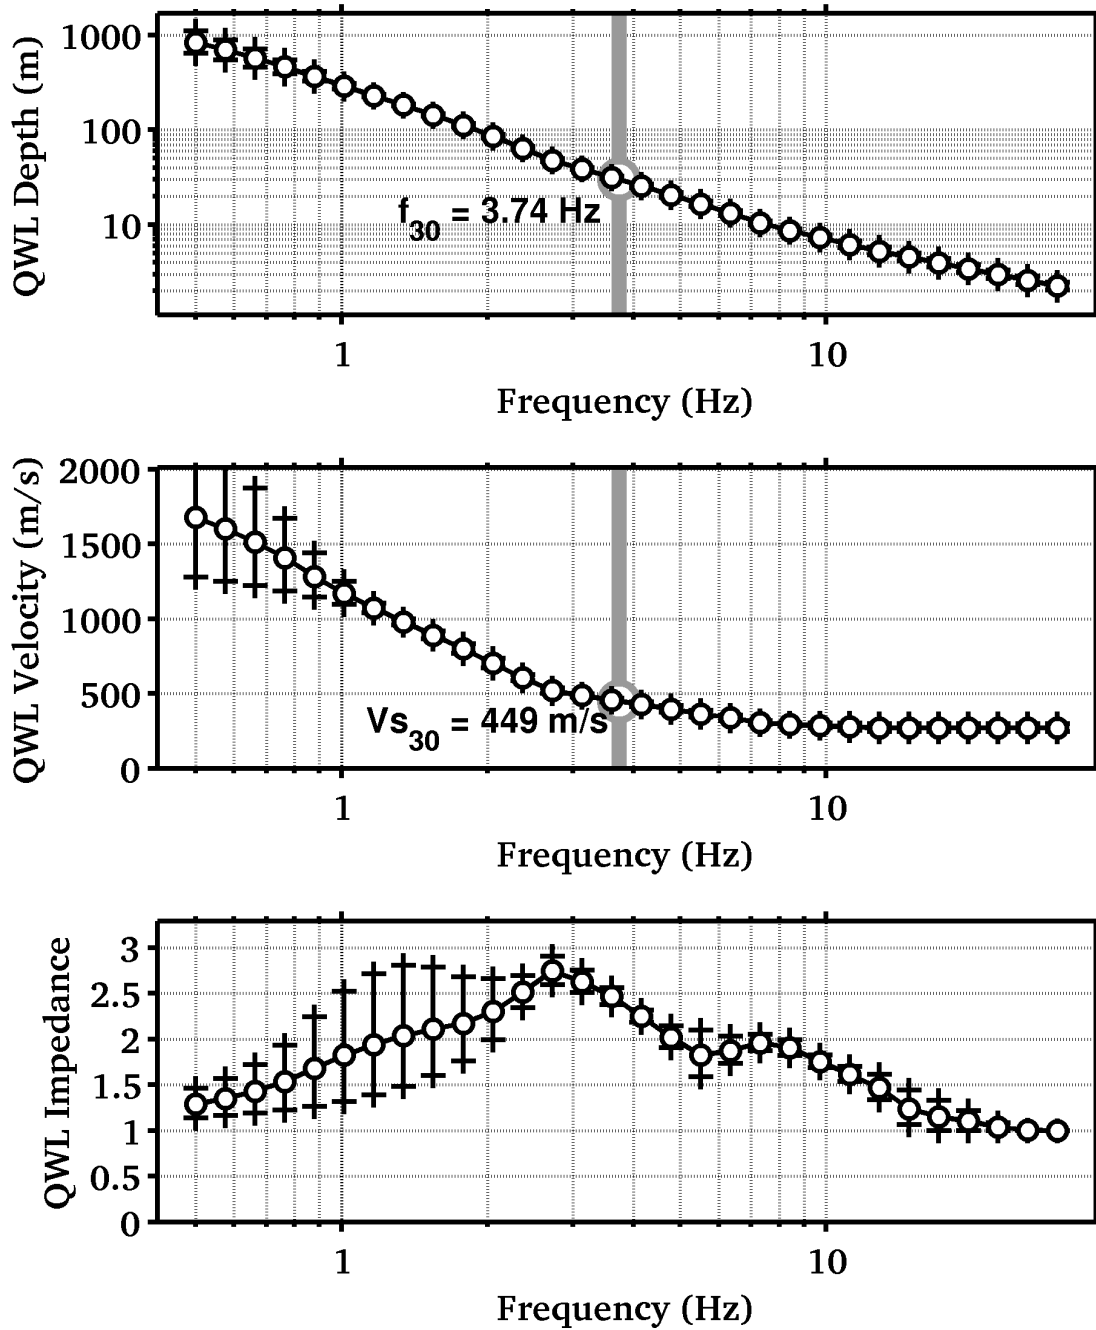 QWL Depth (m)
1000
100
10
f30 = 3.74 Hz
1
10
Frequency (Hz)
QWL Velocity (m/s)
2000
1500
1000
500
0
Vs30 = 449 m/s
1
10
Frequency (Hz)
QWL Impedance
3
2.5
2
1.5
1
0.5
0
1
10
Frequency (Hz)